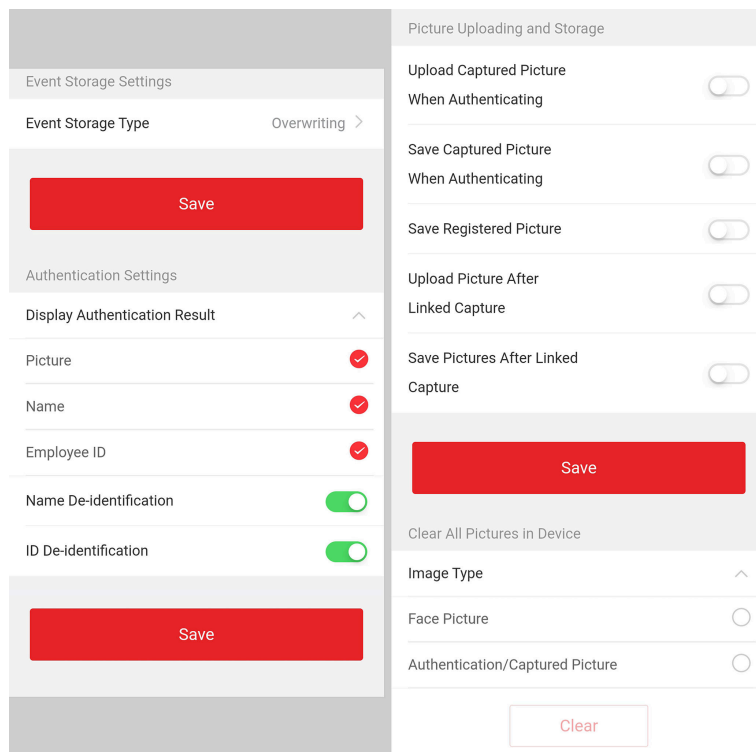 Event Storage Settings
Event Storage Type
Overwriting
Save
Authentication Settings
Display Authentication Result
Picture
Name
Employee ID
Name De-identification
ID De-identification
Save
Picture Uploading and Storage
Upload Captured Picture
When Authenticating
Save Captured Picture
When Authenticating
Save Registered Picture
Upload Picture After
Linked Capture
Save Pictures After Linked
Capture
Save
Clear All Pictures in Device
Image Type
Face Picture
Authentication/Captured Picture
Clear